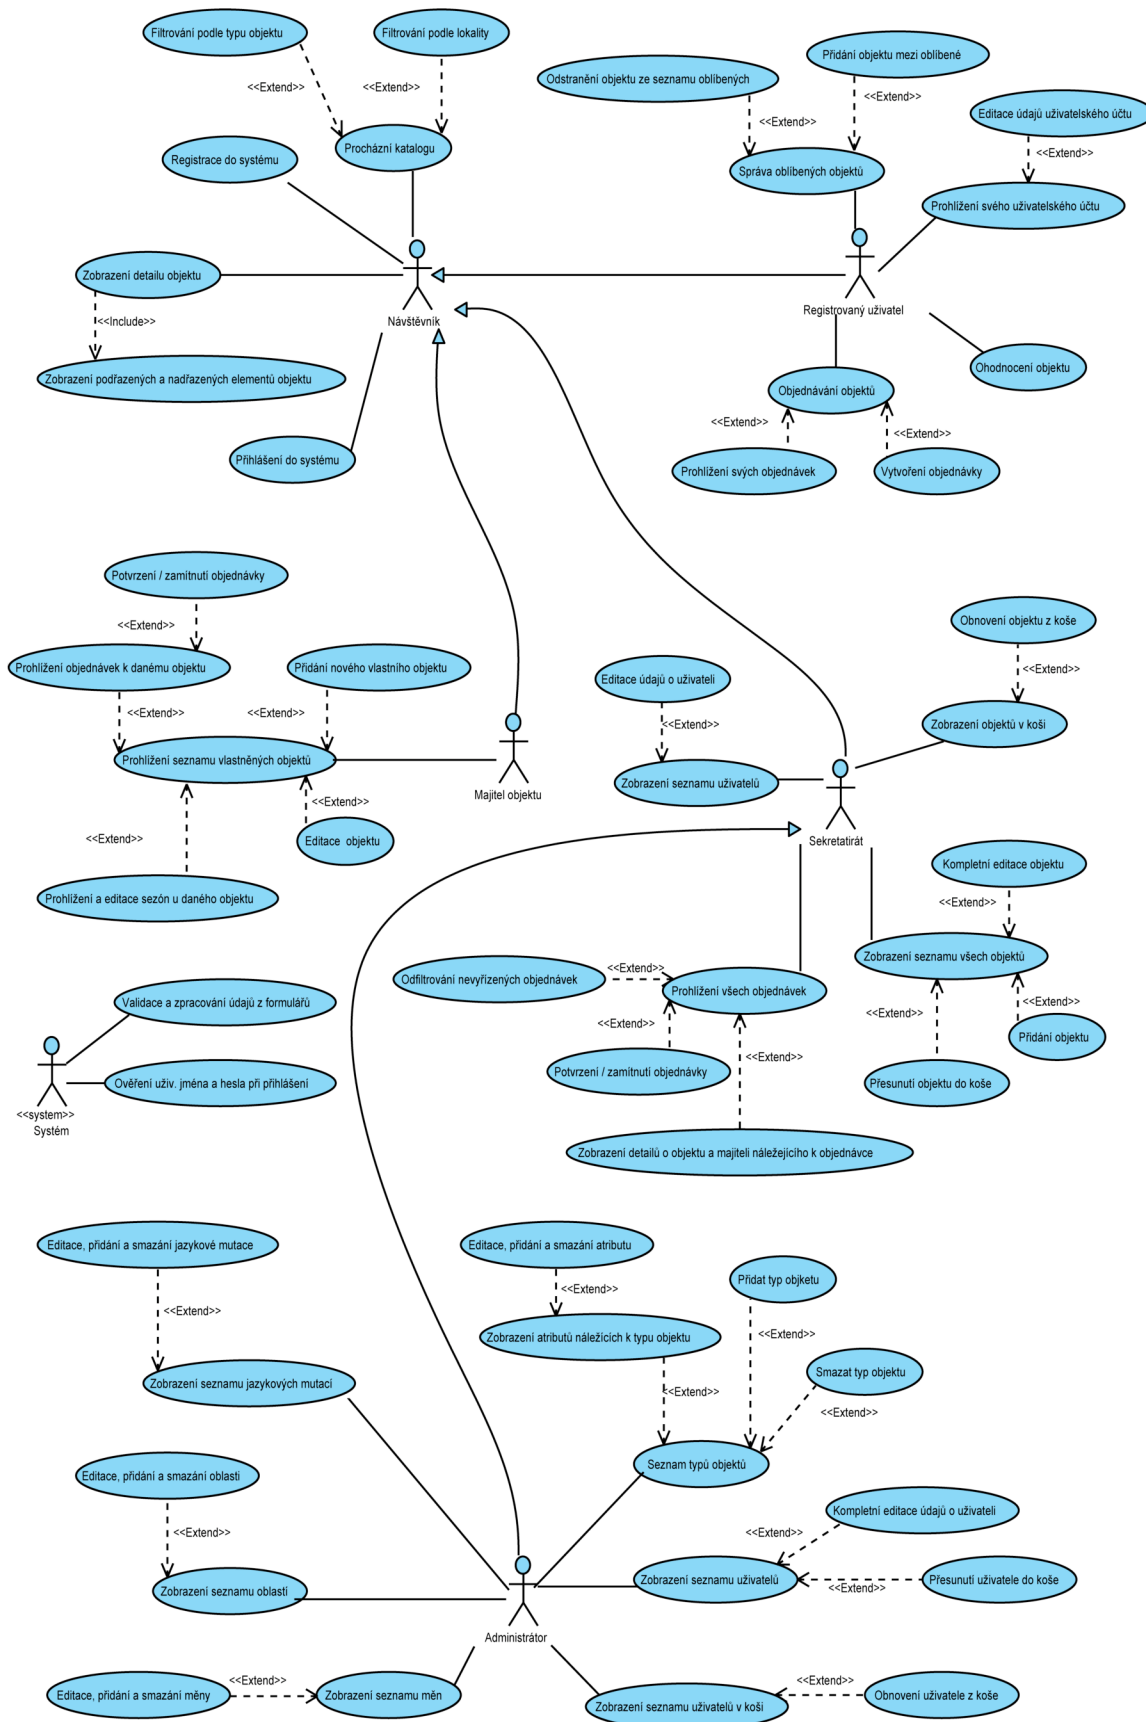 Filtrování podle typu objektu
Filtrování podle lokality
<<Extend>>
<<Extend>>
Procházní katalogu
Registrace do systému
Zobrazení detailu objektu
<<Include>>
Zobrazení podřazených a nadřazených elementů objektu
Návštěvník
Přihlášení do systému
Odstranění objektu ze seznamu oblíbených
Přidání objektu mezi oblíbené
<<Extend>>
<<Extend>>
Správa oblíbených objektů
Editace údajů uživatelského účtu
<<Extend>>
Prohlížení svého uživatelského účtu
Registrovaný uživatel
Ohodnocení objektu
Objednávání objektů
<<Extend>>
<<Extend>>
Prohlížení svých objednávek
Vytvoření objednávky
Potvrzení / zamítnutí objednávky
<<Extend>>
Prohlížení objednávek k danému objektu
Přidání nového vlastního objektu
<<Extend>>
<<Extend>>
Prohlížení seznamu vlastněných objektů
Majitel objektu
<<Extend>>
<<Extend>>
Editace  objektu
Prohlížení a editace sezón u daného objektu
Obnovení objektu z koše
<<Extend>>
Zobrazení objektů v koši
Editace údajů o uživateli
<<Extend>>
Zobrazení seznamu uživatelů
Sekretatirát
Kompletní editace objektu
<<Extend>>
Zobrazení seznamu všech objektů
<<Extend>>
<<Extend>>
Přidání objektu
Přesunutí objektu do koše
Odfiltrování nevyřízených objednávek
<<Extend>>
Prohlížení všech objednávek
<<Extend>>
<<Extend>>
Potvrzení / zamítnutí objednávky
Zobrazení detailů o objektu a majiteli náležejícího k objednávce
Validace a zpracování údajů z formulářů
Ověření uživ. jména a hesla při přihlášení
<<system>>
Systém
Editace, přidání a smazání jazykové mutace
<<Extend>>
Zobrazení seznamu jazykových mutací
Editace, přidání a smazání atributu
<<Extend>>
Zobrazení atributů náležících k typu objektu
<<Extend>>
Přidat typ objketu
<<Extend>>
Smazat typ objektu
<<Extend>>
Seznam typů objektů
Editace, přidání a smazání oblasti
<<Extend>>
Zobrazení seznamu oblastí
Kompletní editace údajů o uživateli
<<Extend>>
Zobrazení seznamu uživatelů
<<Extend>>
Přesunutí uživatele do koše
Administrátor
Editace, přidání a smazání měny
<<Extend>>
Zobrazení seznamu měn
Zobrazení seznamu uživatelů v koši
<<Extend>>
Obnovení uživatele z koše